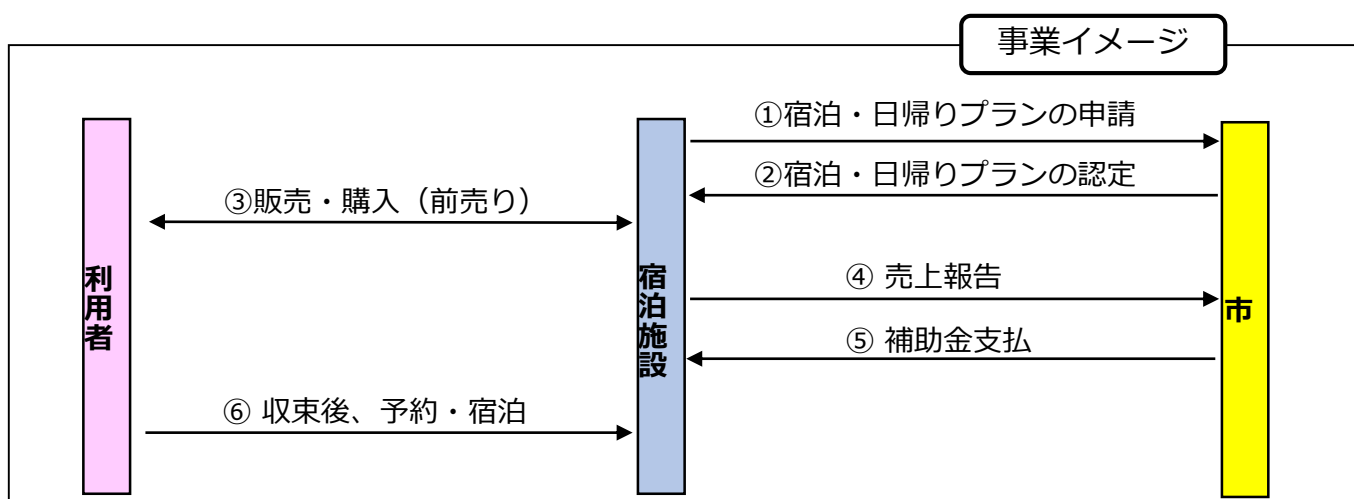 事業イメージ
①宿泊・日帰りプランの申請
②宿泊・日帰りプランの認定
③販売・購入（前売り）
利用者
宿泊施設
市
④ 売上報告
⑤ 補助金支払
⑥ 収束後、予約・宿泊